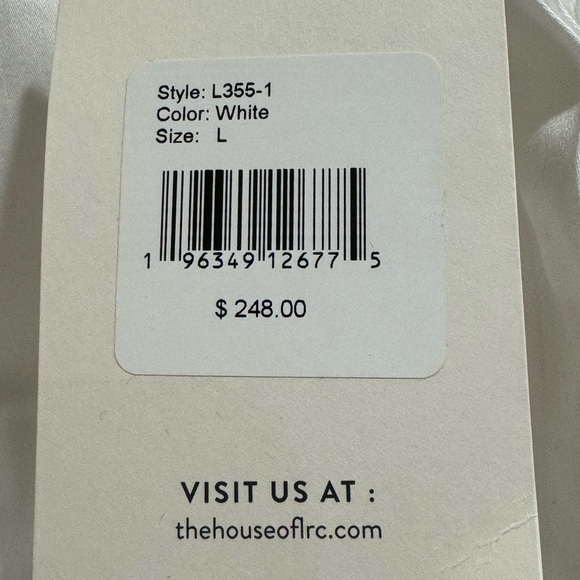 Style: L355-1
Color: White
Size: L
1 96349 12677 5
$ 248.00
VISIT US AT :
thehouseoflrc.com